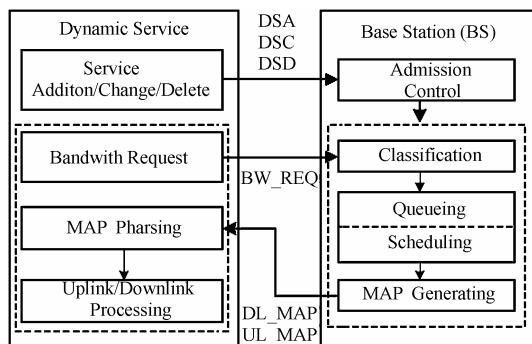 Dynamic Service
Service
Additon/Change/Delete
Bandwith Request
MAP Pharsing
Uplink/Downlink
Processing
DSA
DSC
DSD
BW_REQ
DL_MAP
UL_MAP
Base Station (BS)
Admission
Control
Classification
Queueing
Scheduling
MAP Generating